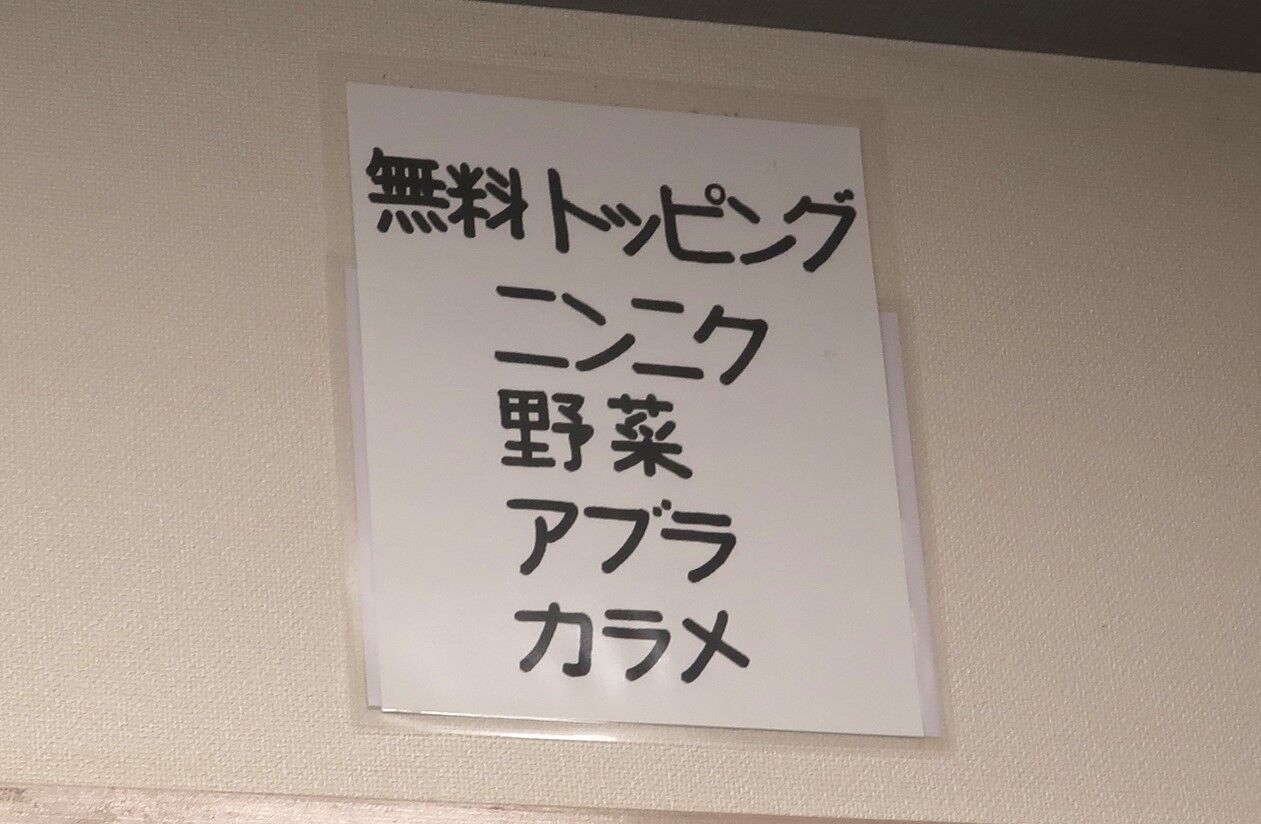 無料トッピング
ニンニク
野菜
アブラ
カラメ